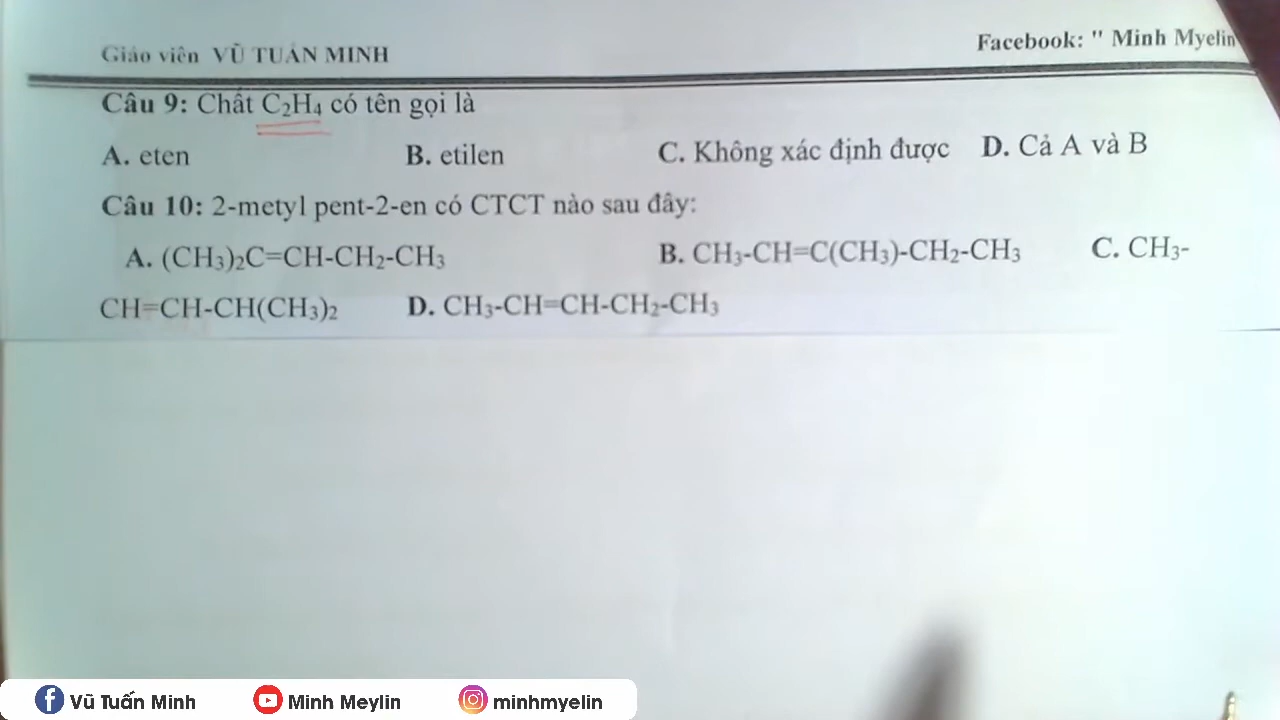 Giáo viên VŨ TUẤN MINH
Facebook: " Minh Myelin
Câu 9: Chất C₂H₄ có tên gọi là
A. eten B. etilen C. Không xác định được D. Cả A và B
Câu 10: 2-metyl pent-2-en có CTCT nào sau đây:
A. (CH₃)₂C=CH-CH₂-CH₃ B. CH₃-CH=C(CH₃)-CH₂-CH₃ C. CH₃-
CH=CH-CH(CH₃)₂ D. CH₃-CH=CH-CH₂-CH₃
Vũ Tuấn Minh Minh Meylin minhmyelin